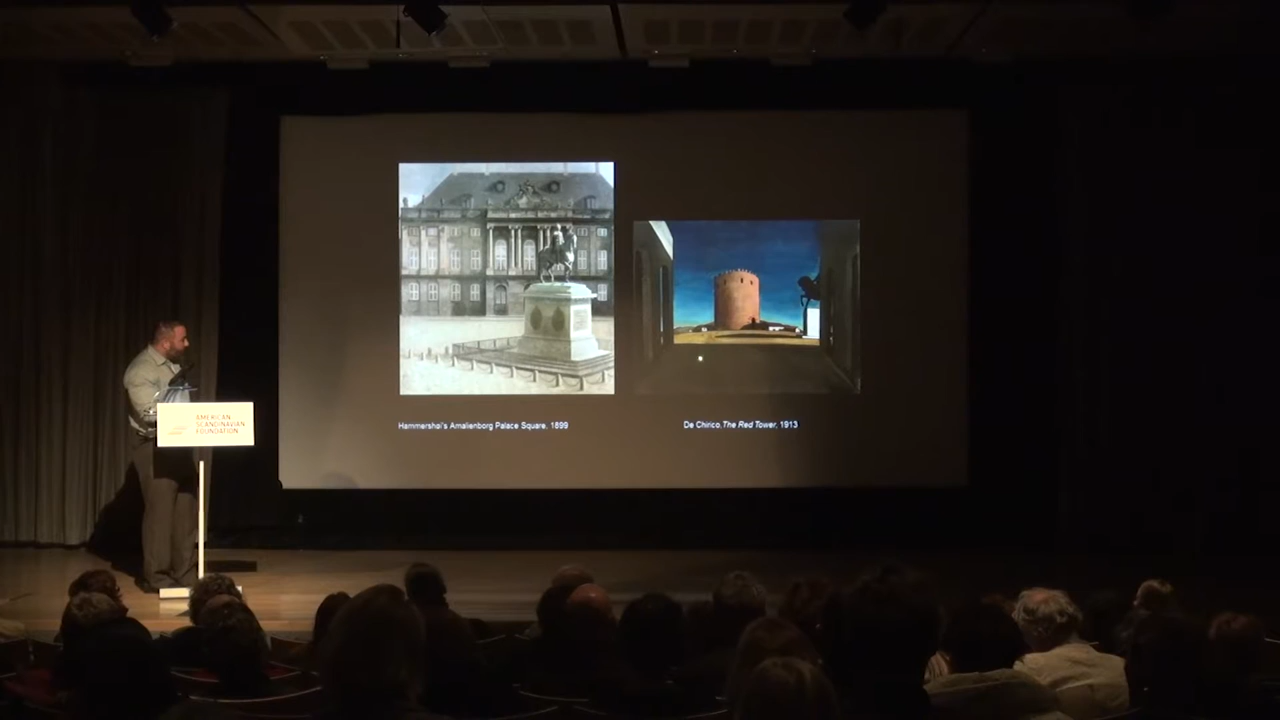 AMERICAN
SCANDINAVIAN
FOUNDATION
Hammershøi's Amalienborg Palace Square, 1899
De Chirico,The Red Tower, 1913